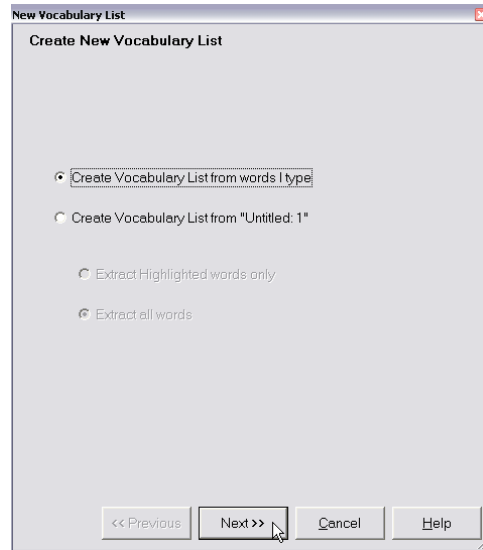 New Vocabulary List
Create New Vocabulary List
Create Vocabulary List from words I type
Create Vocabulary List from "Untitled: 1"
Extract Highlighted words only
Extract all words
<< Previous
Next >>
Cancel
Help